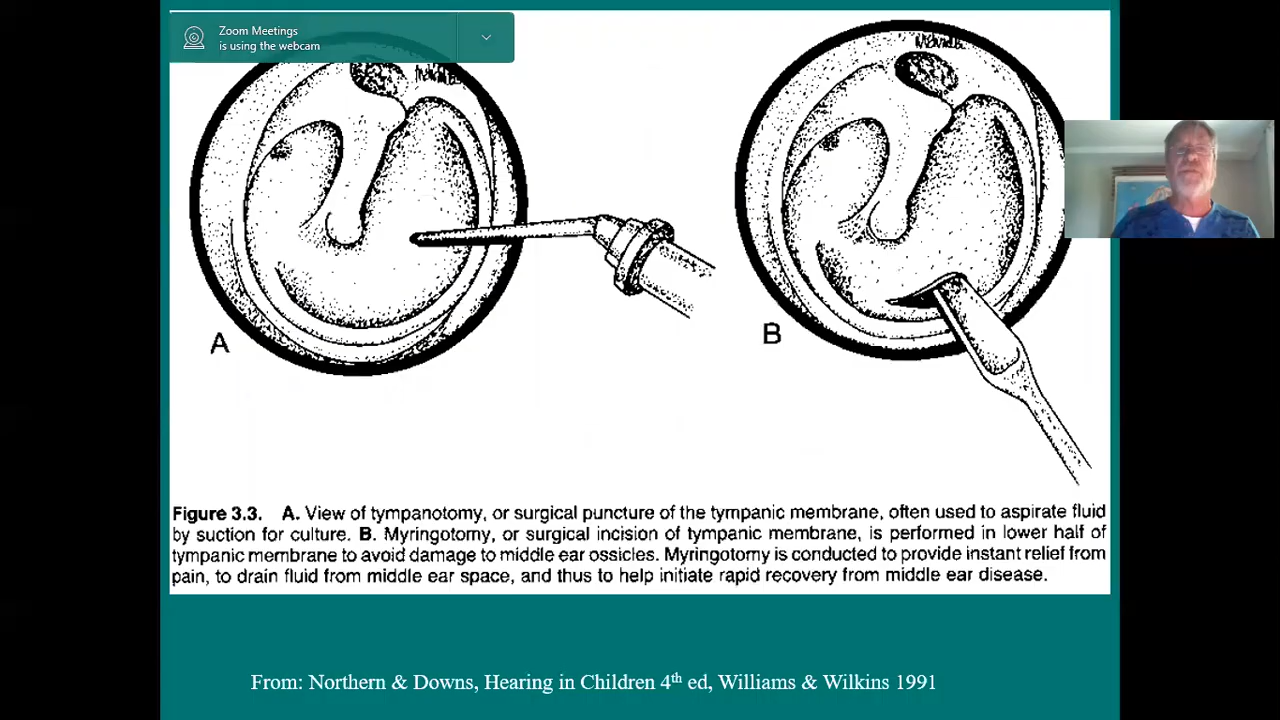 Zoom Meetings
is using the webcam
A
B
Figure 3.3. A. View of tympanotomy, or surgical puncture of the tympanic membrane, often used to aspirate fluid
by suction for culture. B. Myringotomy, or surgical incision of tympanic membrane, is performed in lower half of
tympanic membrane to avoid damage to middle ear ossicles. Myringotomy is conducted to provide instant relief from
pain, to drain fluid from middle ear space, and thus to help initiate rapid recovery from middle ear disease.
From: Northern & Downs, Hearing in Children 4th ed, Williams & Wilkins 1991